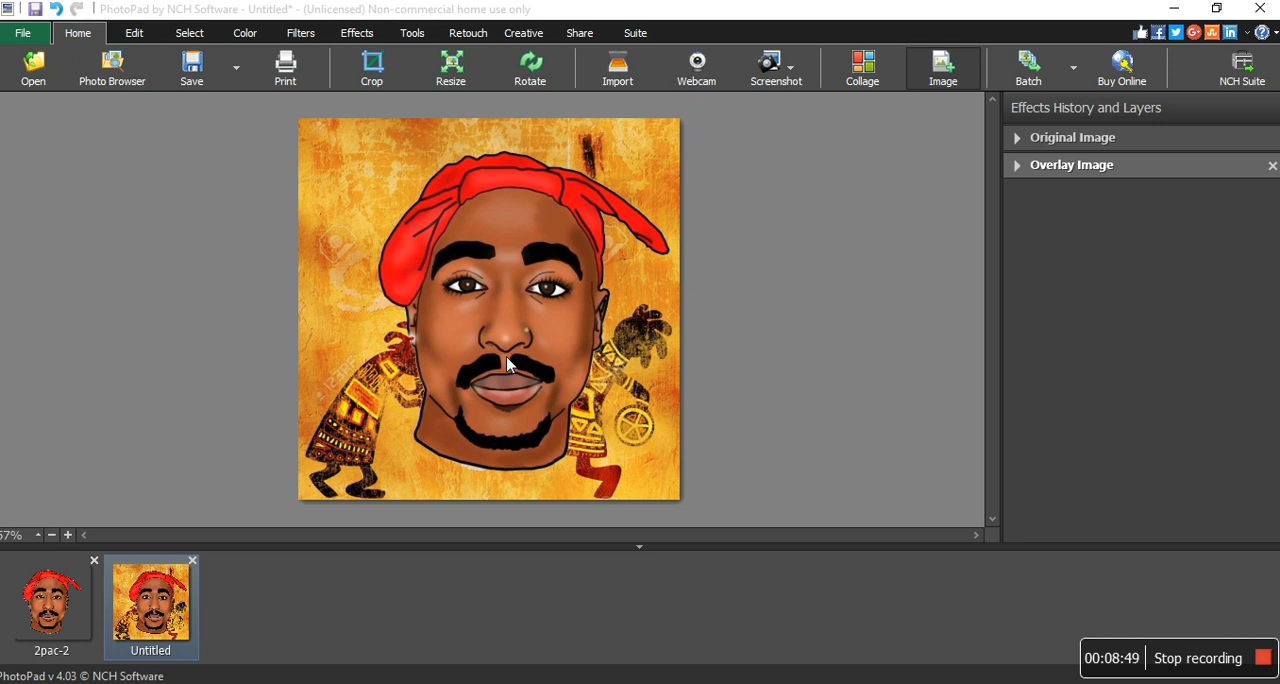 PhotoPad by NCH Software - Untitled* - (Unlicensed) Non-commercial home use only
File Home Edit Select Color Filters Effects Tools Retouch Creative Share Suite
Open Photo Browser Save Print Crop Resize Rotate Import Webcam Screenshot Collage Image Batch Buy Online NCH Suite
Effects History and Layers
Original Image
Overlay Image
57%
2pac-2 Untitled
00:08:49 Stop recording
PhotoPad v 4.03 © NCH Software